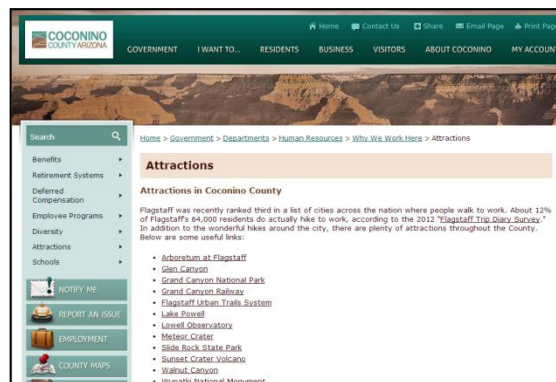 Home Contact Us Share Email Page Print Page
COCONINO
COUNTY ARIZONA
GOVERNMENT I WANT TO... RESIDENTS BUSINESS VISITORS ABOUT COCONINO MY ACCOUNT
Search
Home > Government > Departments > Human Resources > Why We Work Here > Attractions
Benefits
Retirement Systems
Deferred
Compensation
Employee Programs
Diversity
Attractions
Schools
NOTIFY ME
REPORT AN ISSUE
EMPLOYMENT
COUNTY MAPS
Attractions
Attractions in Coconino County
Flagstaff was recently ranked third in a list of cities across the nation where people walk to work. About 12%
of Flagstaff's 64,000 residents do actually hike to work, according to the 2012 "Flagstaff Trip Diary Survey."
In addition to the wonderful hikes around the city, there are plenty of attractions throughout the County.
Below are some useful links:
• Arboretum at Flagstaff
• Glen Canyon
• Grand Canyon National Park
• Grand Canyon Railway
• Flagstaff Urban Trails System
• Lake Powell
• Lowell Observatory
• Meteor Crater
• Slide Rock State Park
• Sunset Crater Volcano
• Walnut Canyon
• Wupatki National Monument